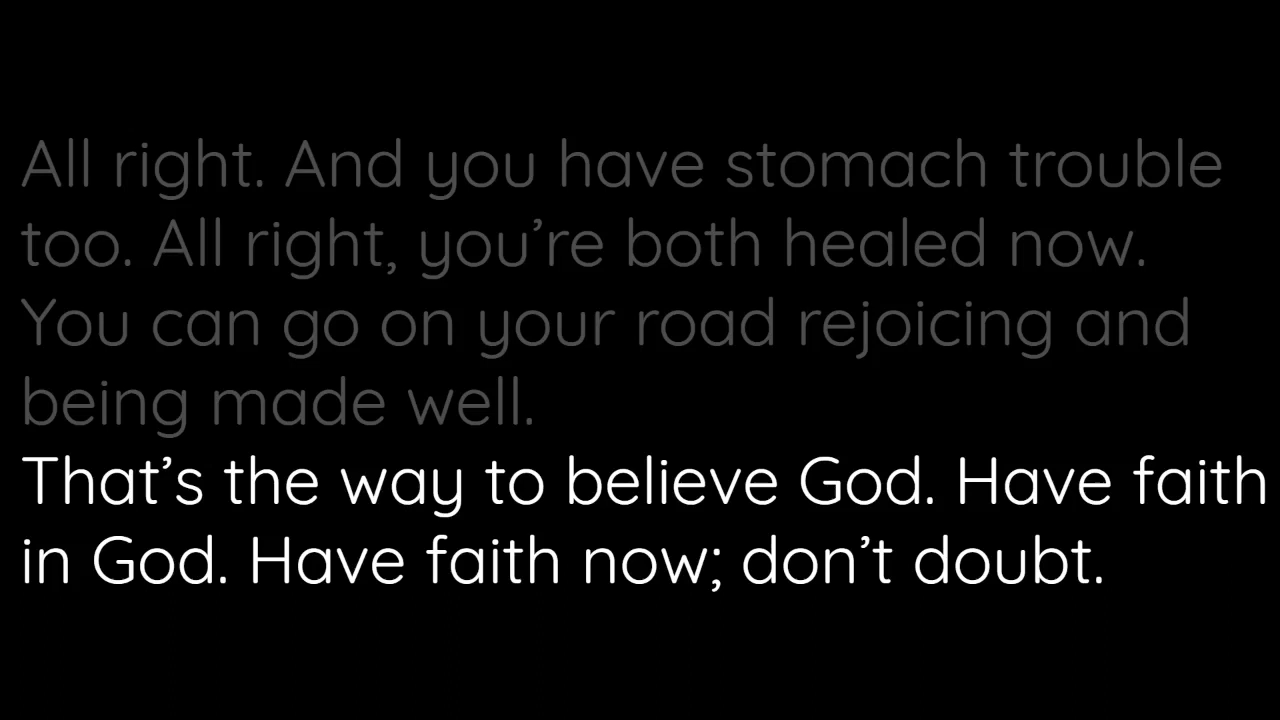 All right. And you have stomach trouble
too. All right, you’re both healed now.
You can go on your road rejoicing and
being made well.
That’s the way to believe God. Have faith
in God. Have faith now; don’t doubt.